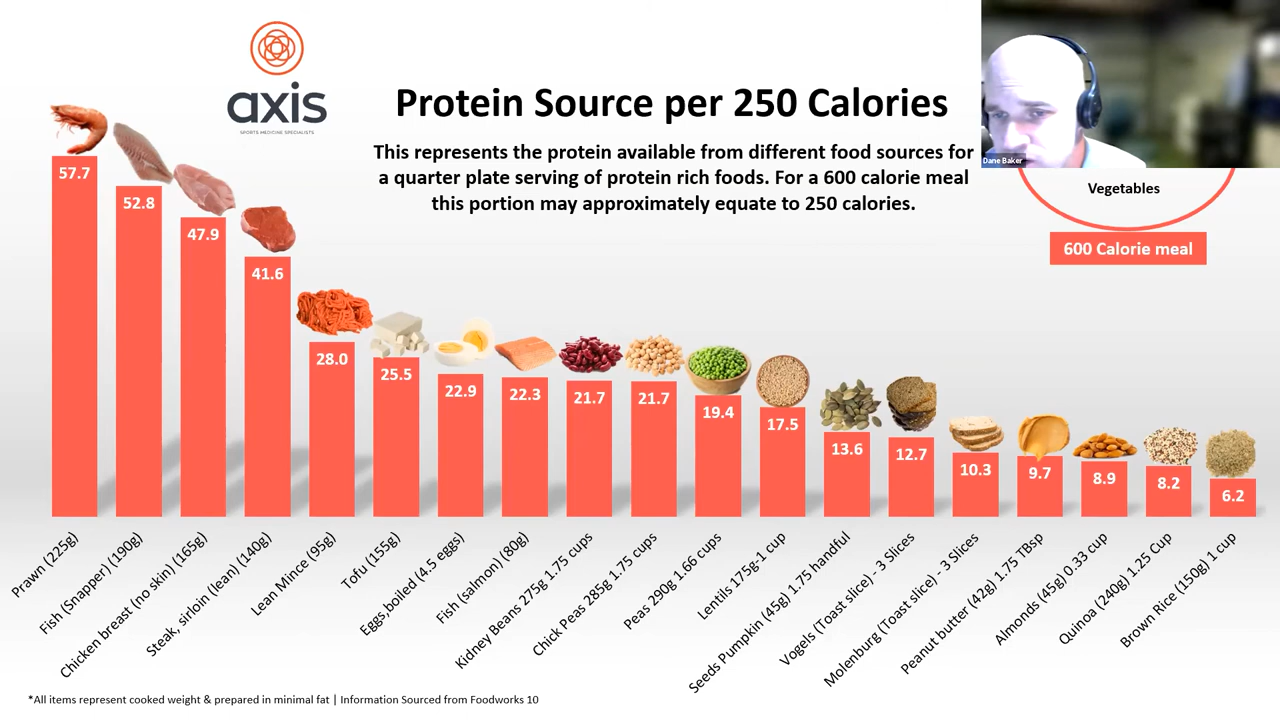 axis
SPORTS MEDICINE SPECIALISTS
Protein Source per 250 Calories
This represents the protein available from different food sources for
a quarter plate serving of protein rich foods. For a 600 calorie meal
this portion may approximately equate to 250 calories.
Dane Baker
Vegetables
600 Calorie meal
57.7
52.8
47.9
41.6
28.0
25.5
22.9
22.3
21.7
21.7
19.4
17.5
13.6
12.7
10.3
9.7
8.9
8.2
6.2
Prawn (225g)
Fish (Snapper) (190g)
Chicken breast (no skin) (165g)
Steak, sirloin (lean) (140g)
Lean Mince (95g)
Tofu (155g)
Eggs boiled (4.5 eggs)
Fish (salmon) (80g)
Kidney Beans 275g 1.75 cups
Chick Peas 285g 1.75 cups
Peas 290g 1.66 cups
Lentils 175g-1 cup
Seeds Pumpkin (45g) 1.75 handful
Vogels (Toast slice) - 3 Slices
Molenburg (Toast slice) - 3 Slices
Peanut butter (42g) 1.75 TBsp
Almonds (45g) 0.33 cup
Quinoa (240g) 1.25 Cup
Brown Rice (150g) 1 cup
*All items represent cooked weight & prepared in minimal fat | Information Sourced from Foodworks 10